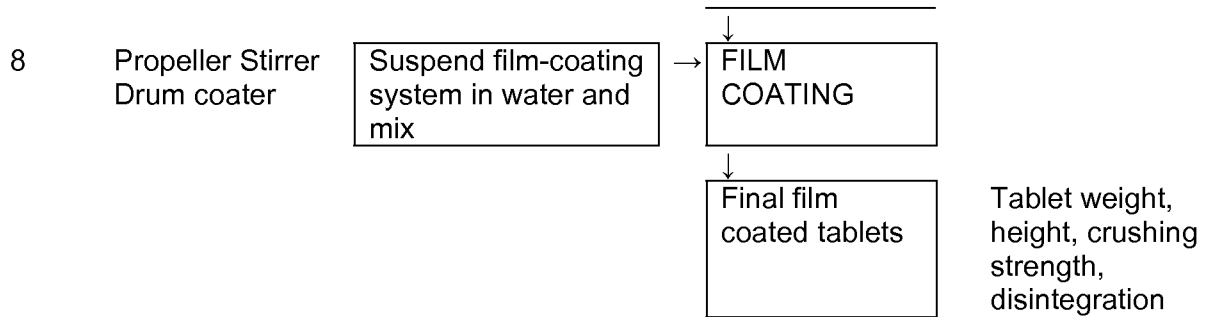 ↓
8 Propeller Stirrer Suspend film-coating → FILM
Drum coater system in water and COATING
mix
↓
Final film Tablet weight,
coated tablets height, crushing
strength,
disintegration